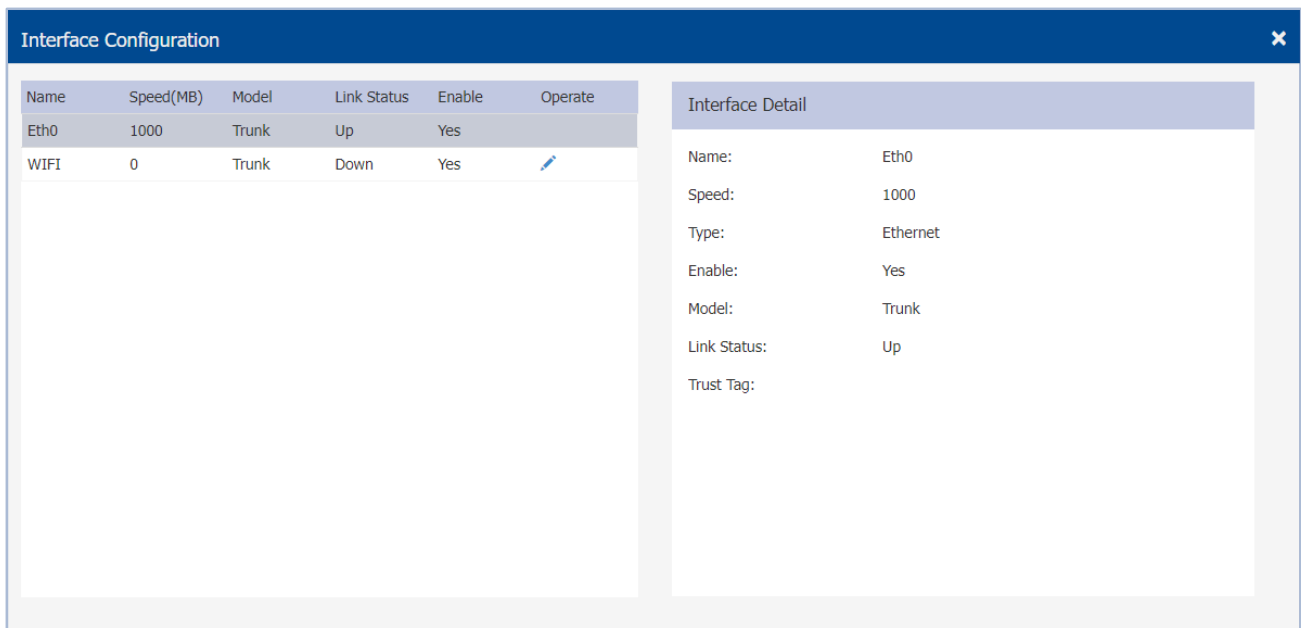 Interface Configuration
Name Speed(MB) Model Link Status Enable Operate
Eth0 1000 Trunk Up Yes
WIFI 0 Trunk Down Yes
Interface Detail
Name: Eth0
Speed: 1000
Type: Ethernet
Enable: Yes
Model: Trunk
Link Status: Up
Trust Tag: